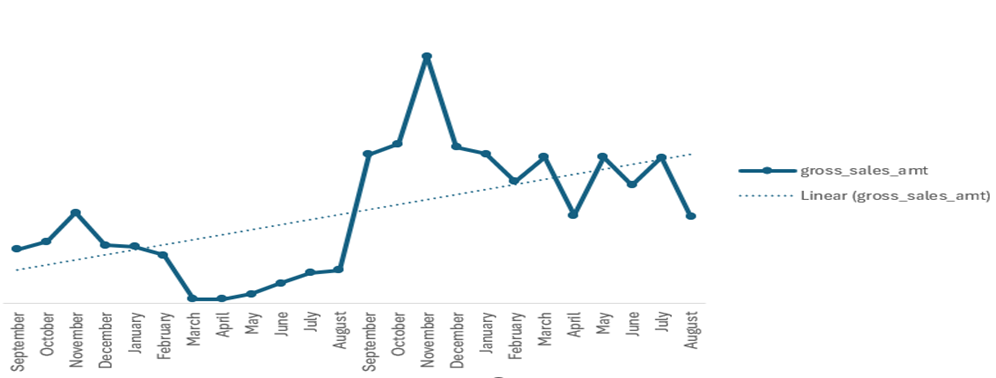 gross_sales_amt
Linear (gross_sales_amt)
September
October
November
December
January
February
March
April
May
June
July
August
September
October
November
December
January
February
March
April
May
June
July
August